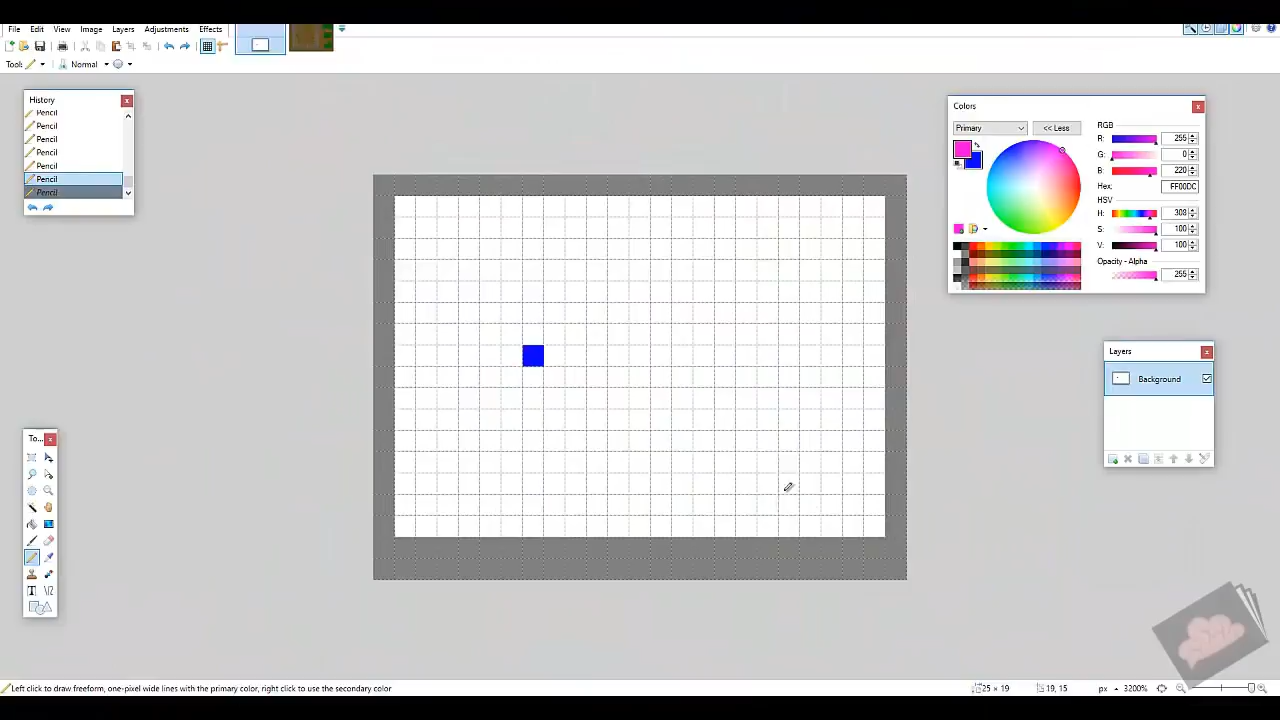 File Edit View Image Layers Adjustments Effects
Tool: Normal
History
Pencil
Pencil
Pencil
Pencil
Pencil
Pencil
Pencil
Colors
Primary << Less
RGB
R: 255
G: 0
B: 220
Hex: FF00DC
HSV
H: 308
S: 100
V: 100
Opacity - Alpha
255
Layers
Background
To...
Left click to draw freeform, one-pixel wide lines with the primary color, right click to use the secondary color
25 × 19 19, 15 px 3200%